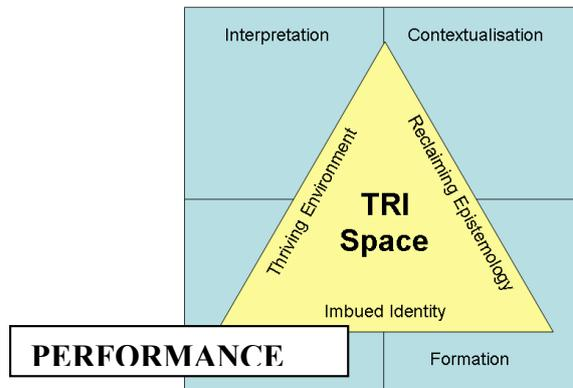 Interpretation
Contextualisation
Thriving Environment
Reclaiming Epistemology
TRI
Space
Imbued Identity
PERFORMANCE
Formation